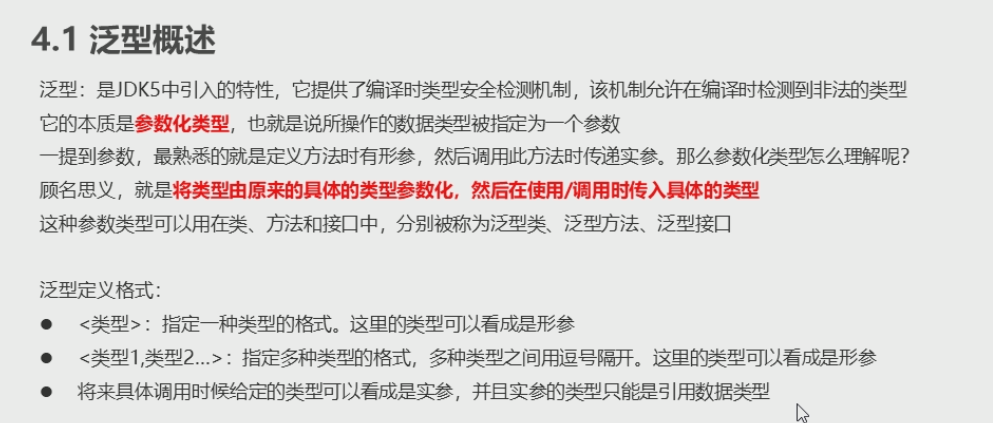 4.1 泛型概述
泛型：是JDK5中引入的特性，它提供了编译时类型安全检测机制，该机制允许在编译时检测到非法的类型
它的本质是参数化类型，也就是说所操作的数据类型被指定为一个参数
一提到参数，最熟悉的就是定义方法时有形参，然后调用此方法时传递实参。那么参数化类型怎么理解呢？
顾名思义，就是将类型由原来的具体的类型参数化，然后在使用/调用时传入具体的类型
这种参数类型可以用在类、方法和接口中，分别被称为泛型类、泛型方法、泛型接口
泛型定义格式：
● <类型>：指定一种类型的格式。这里的类型可以看成是形参
● <类型1,类型2…>：指定多种类型的格式，多种类型之间用逗号隔开。这里的类型可以看成是形参
● 将来具体调用时候给定的类型可以看成是实参，并且实参的类型只能是引用数据类型